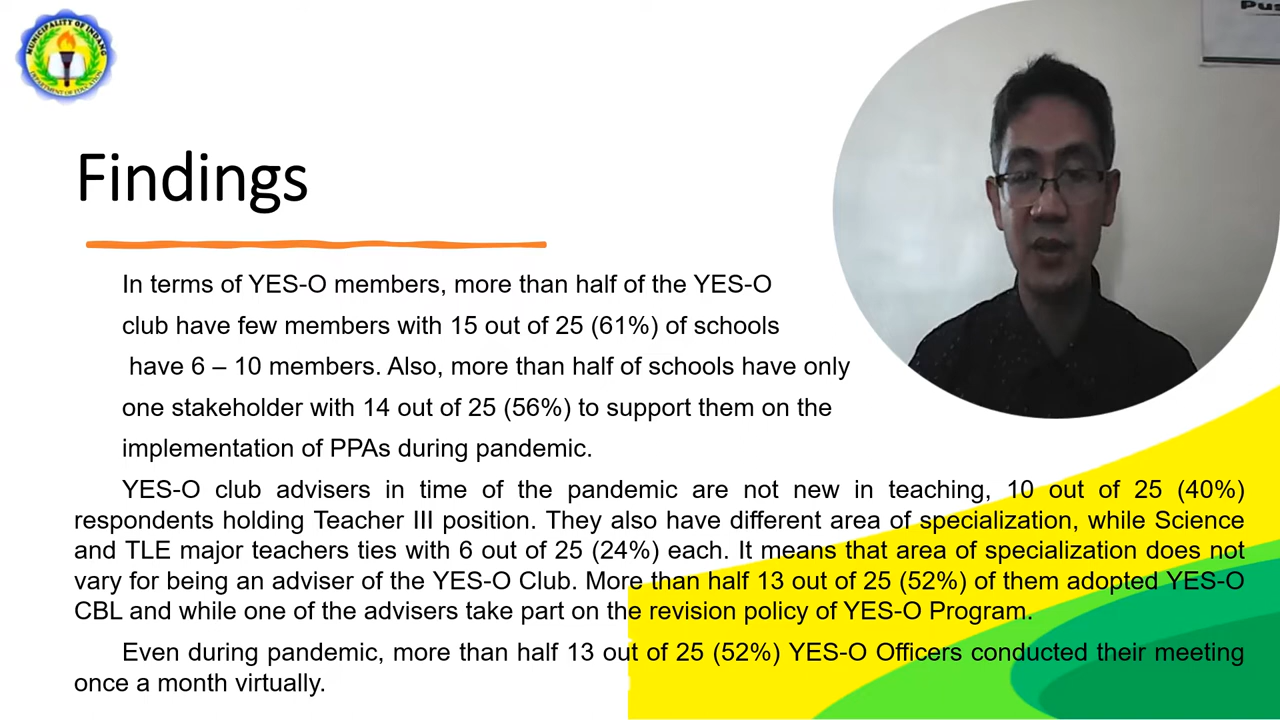 MUNICIPALITY OF INDANG
DEPARTMENT OF EDUCATION
Findings
In terms of YES-O members, more than half of the YES-O
club have few members with 15 out of 25 (61%) of schools
have 6 – 10 members. Also, more than half of schools have only
one stakeholder with 14 out of 25 (56%) to support them on the
implementation of PPAs during pandemic.
YES-O club advisers in time of the pandemic are not new in teaching, 10 out of 25 (40%)
respondents holding Teacher III position. They also have different area of specialization, while Science
and TLE major teachers ties with 6 out of 25 (24%) each. It means that area of specialization does not
vary for being an adviser of the YES-O Club. More than half 13 out of 25 (52%) of them adopted YES-O
CBL and while one of the advisers take part on the revision policy of YES-O Program.
Even during pandemic, more than half 13 out of 25 (52%) YES-O Officers conducted their meeting
once a month virtually.